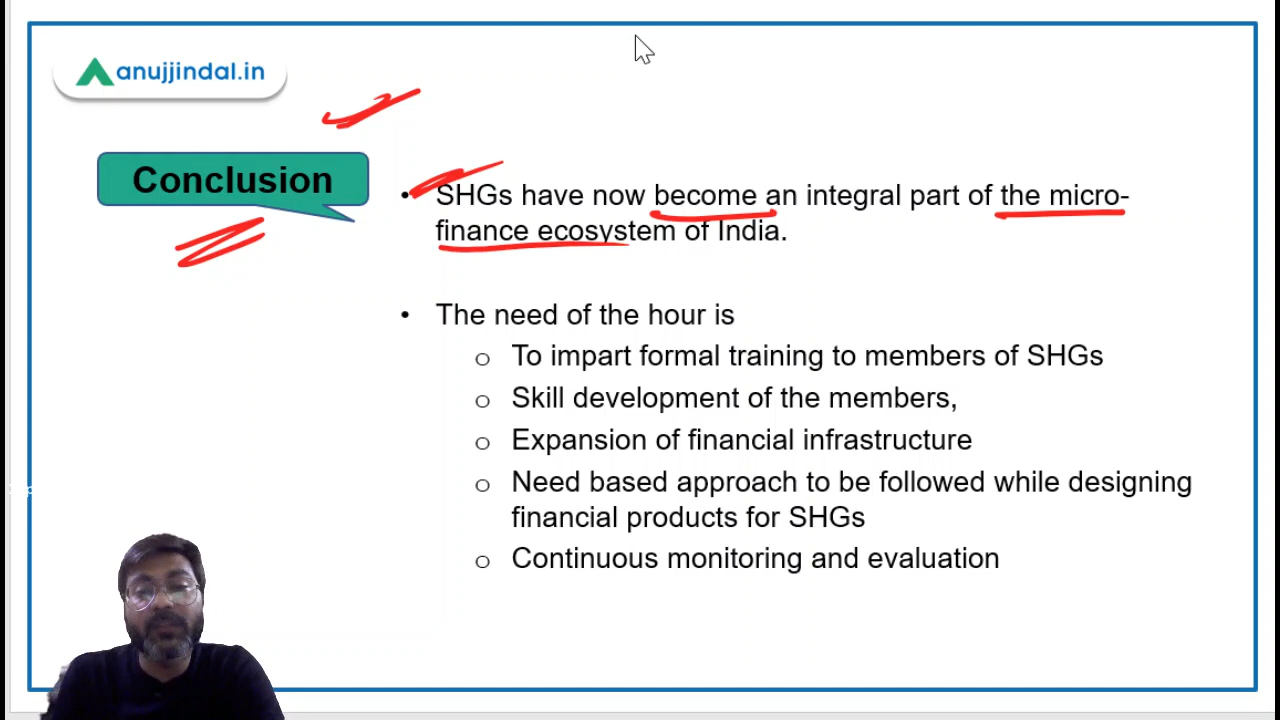 anujjindal.in
Conclusion
• SHGs have now become an integral part of the micro-
finance ecosystem of India.
• The need of the hour is
o To impart formal training to members of SHGs
o Skill development of the members,
o Expansion of financial infrastructure
o Need based approach to be followed while designing
financial products for SHGs
o Continuous monitoring and evaluation